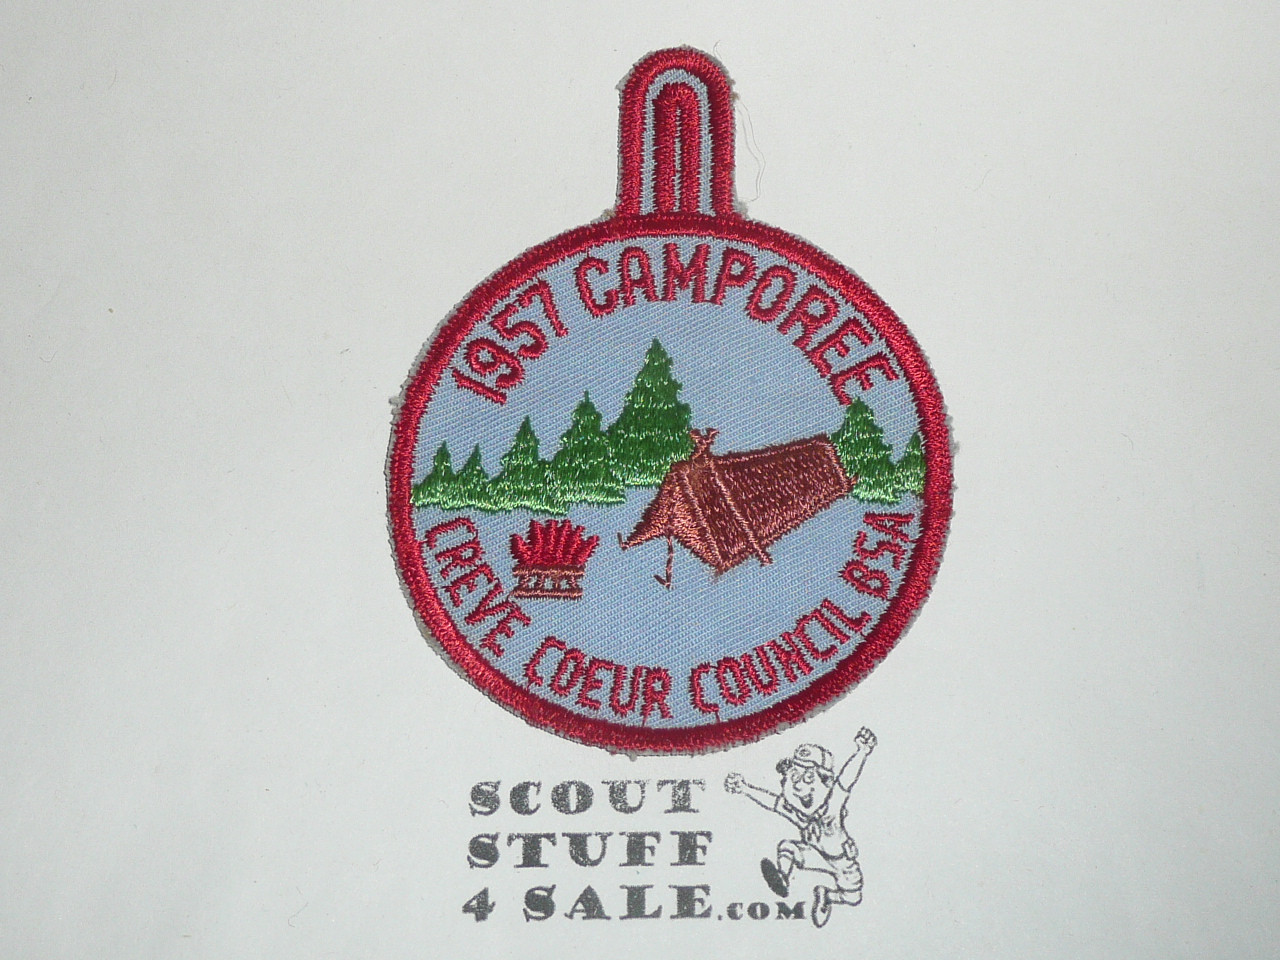 1957 CAMPOREE
CREVE COEUR COUNCIL BSA
SCOUT
STUFF
4 SALE.COM